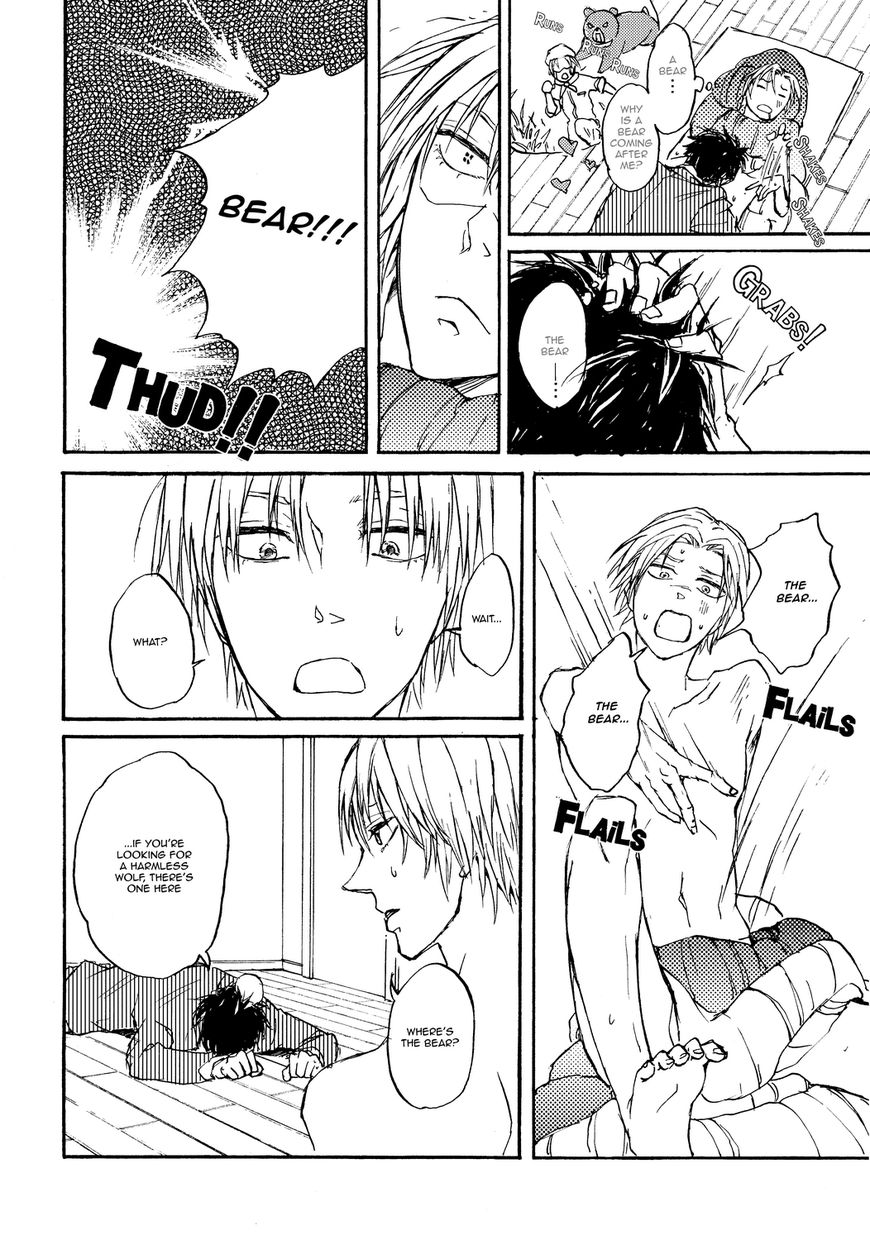 A
BEAR
....
WHY
IS A
BEAR
COMING
AFTER
ME?
RUNS
R
RUNS
SHAKES
SHAKES
GRABS!
THE
BEAR
....
BEAR!!!
THUD!!
THE
BEAR...
THE
BEAR...
FLAiLS
FLAiLS
WAIT...
WHAT?
...IF YOU'RE
LOOKING FOR
A HARMLESS
WOLF, THERE'S
ONE HERE
WHERE'S
THE BEAR?